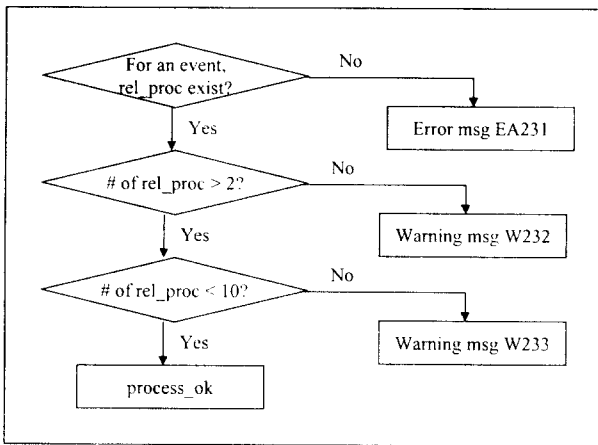 For an event,
rel_proc exist?
No
Error msg EA231
Yes
# of rel_proc > 2?
No
Warning msg W232
Yes
# of rel_proc < 10?
No
Warning msg W233
Yes
process_ok